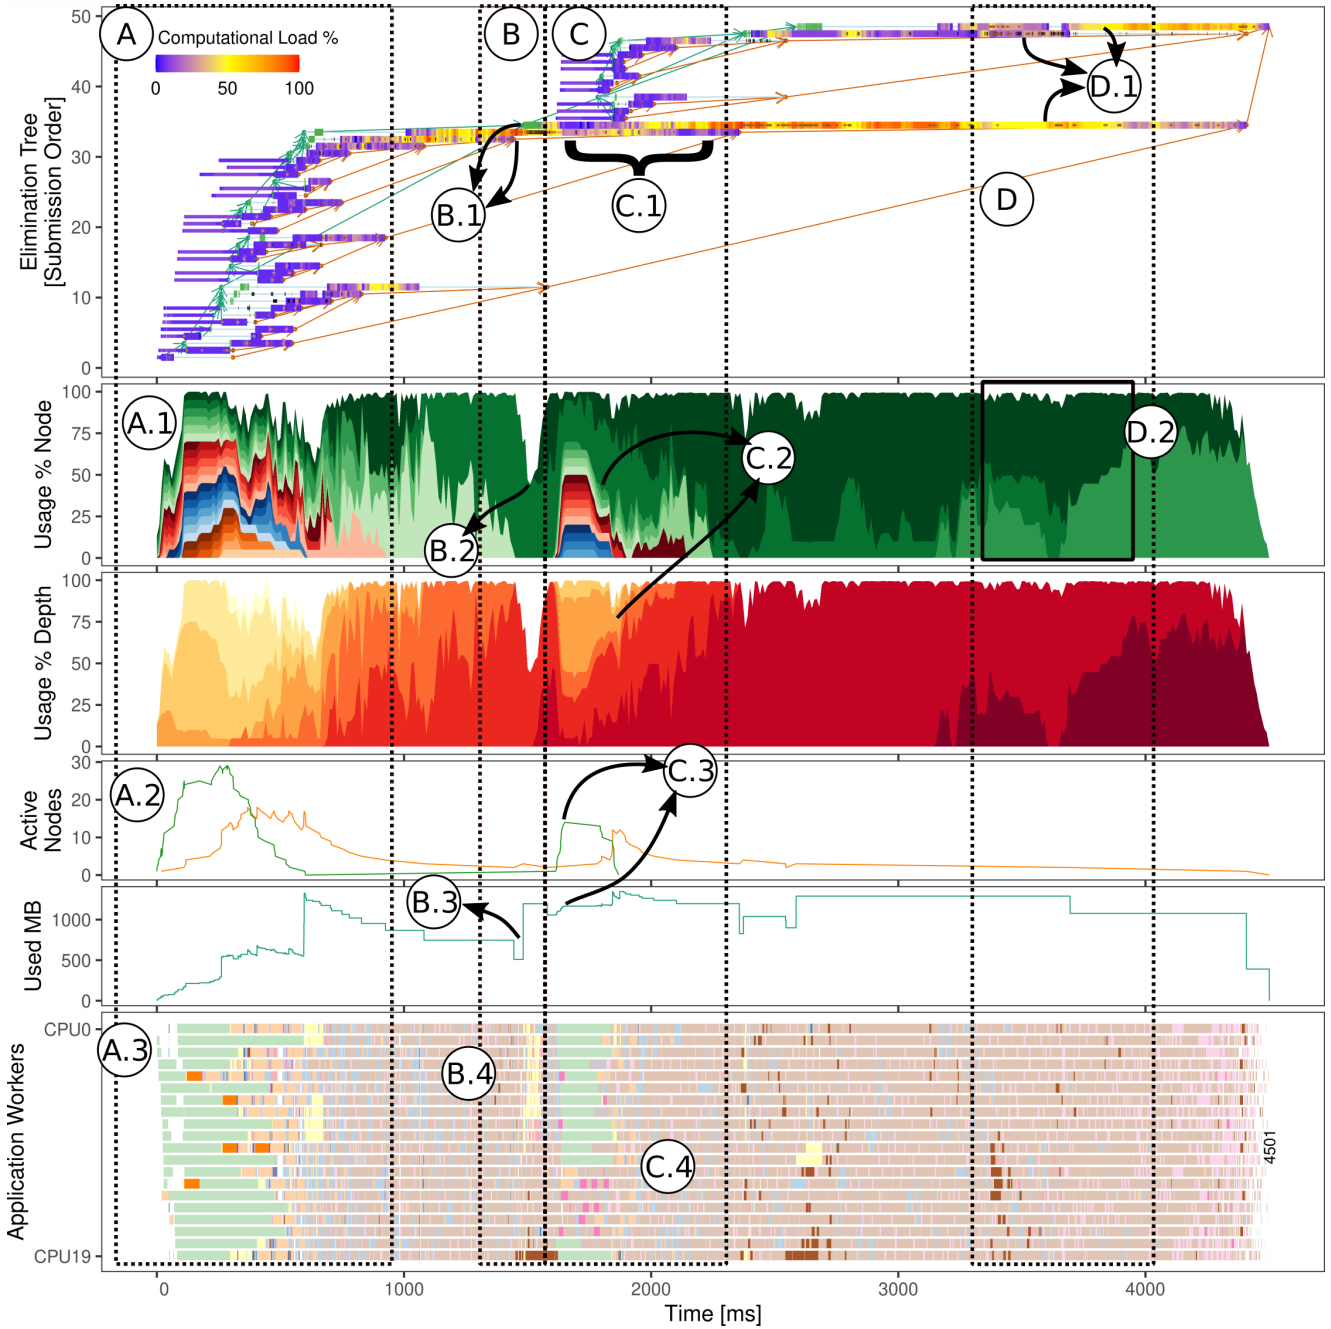 A
Computational Load %
0
50
100
B
C
D.1
B.1
C.1
D
Elimination Tree
[Submission Order]
50
40
30
20
10
0
A.1
B.2
C.2
D.2
Usage % Node
100
75
50
25
0
Usage % Depth
100
75
50
25
0
A.2
C.3
Active
Nodes
30
20
10
0
B.3
Used MB
1000
500
0
A.3
B.4
C.4
4501
Application Workers
CPU0
CPU19
0
1000
2000
3000
4000
Time [ms]